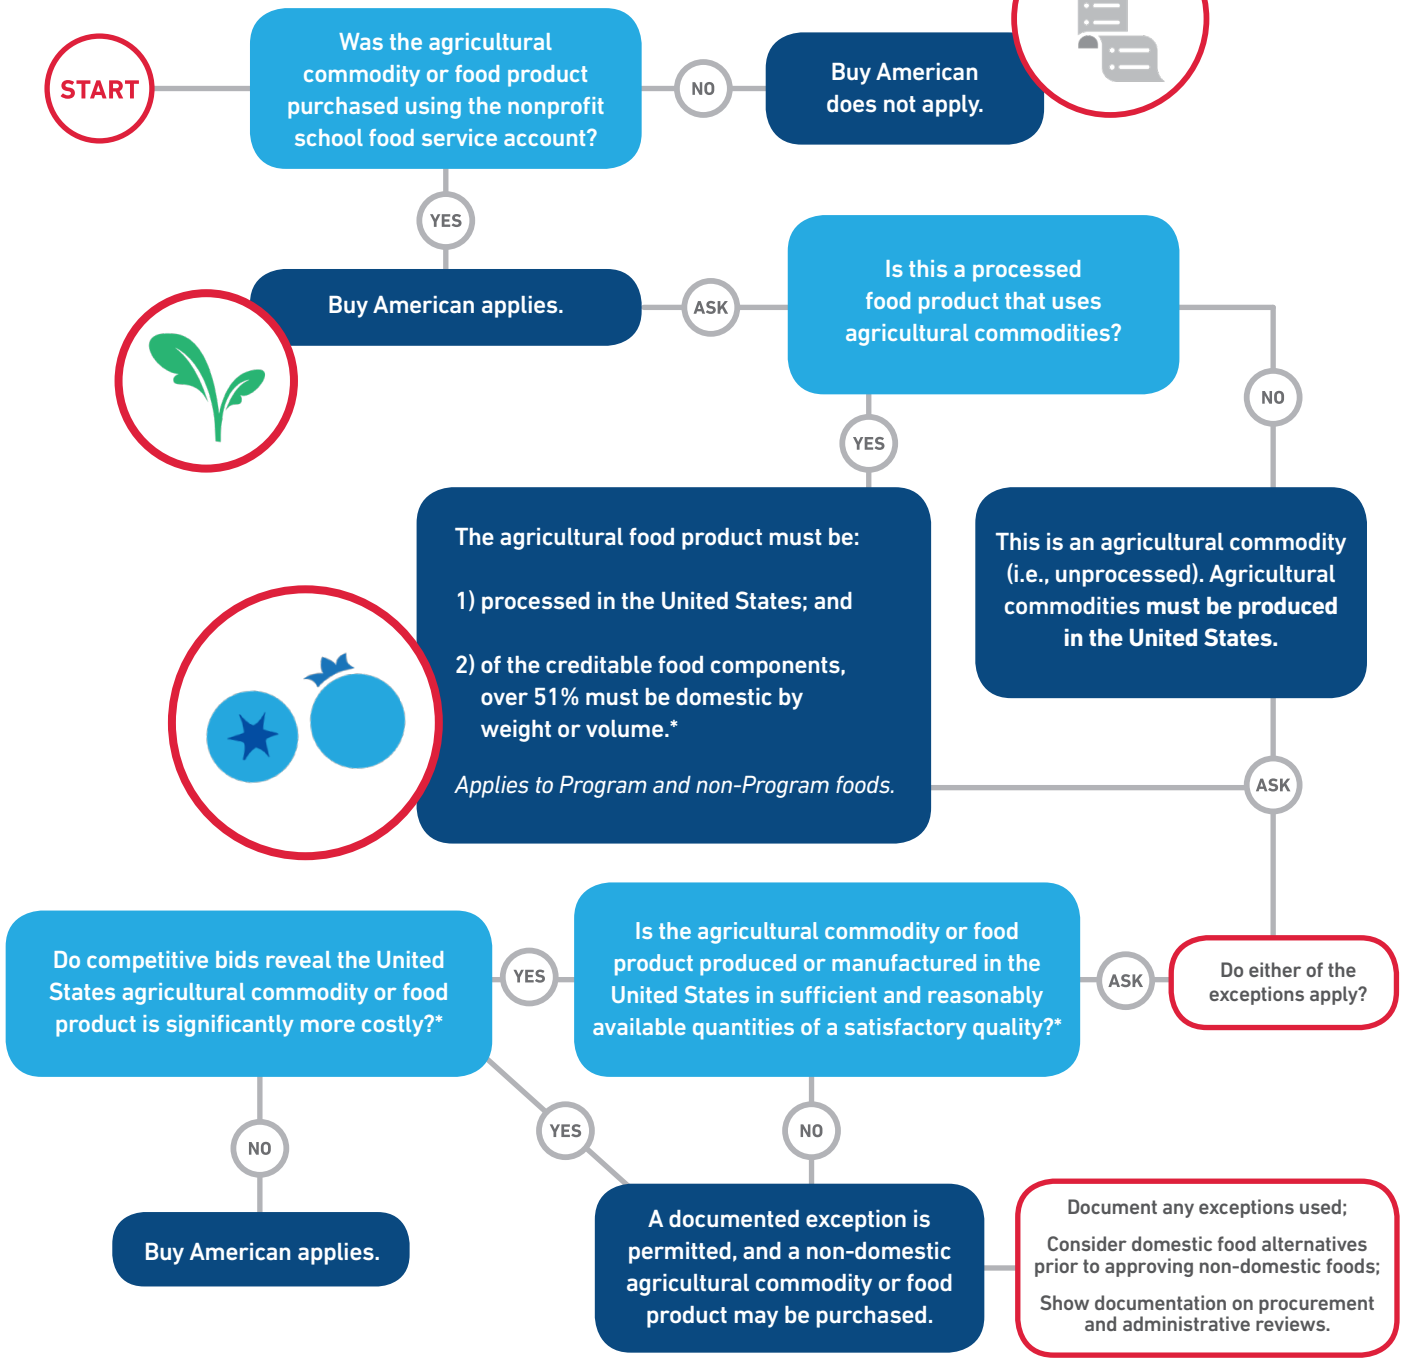 START
Was the agricultural
commodity or food product
purchased using the nonprofit
school food service account?
NO
Buy American
does not apply.
YES
Buy American applies.
ASK
Is this a processed
food product that uses
agricultural commodities?
NO
YES
The agricultural food product must be:
1) processed in the United States; and
2) of the creditable food components,
over 51% must be domestic by
weight or volume.*
Applies to Program and non-Program foods.
This is an agricultural commodity
(i.e., unprocessed). Agricultural
commodities must be produced
in the United States.
ASK
Do either of the
exceptions apply?
ASK
Is the agricultural commodity or food
product produced or manufactured in the
United States in sufficient and reasonably
available quantities of a satisfactory quality?*
YES
Do competitive bids reveal the United
States agricultural commodity or food
product is significantly more costly?*
NO
YES
NO
Buy American applies.
A documented exception is
permitted, and a non-domestic
agricultural commodity or food
product may be purchased.
Document any exceptions used;
Consider domestic food alternatives
prior to approving non-domestic foods;
Show documentation on procurement
and administrative reviews.